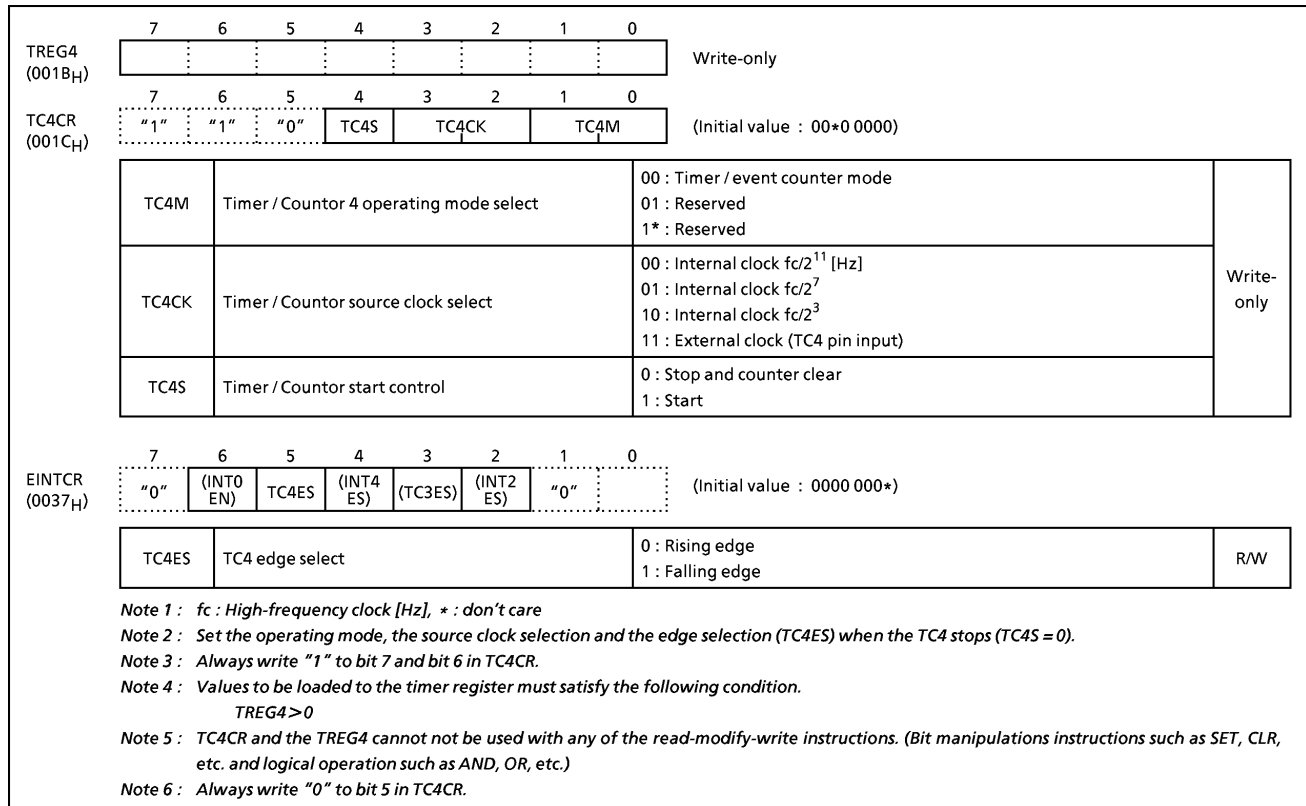 7 6 5 4 3 2 1 0
TREG4
(001BH)
Write-only
7 6 5 4 3 2 1 0
TC4CR
(001CH)
"1" "1" "0" TC4S TC4CK TC4M
(Initial value : 00*0 0000)
TC4M
Timer / Countor 4 operating mode select
00 : Timer / event counter mode
01 : Reserved
1* : Reserved
TC4CK
Timer / Countor source clock select
00 : Internal clock fc/2^11 [Hz]
01 : Internal clock fc/2^7
10 : Internal clock fc/2^3
11 : External clock (TC4 pin input)
TC4S
Timer / Countor start control
0 : Stop and counter clear
1 : Start
Write-
only
7 6 5 4 3 2 1 0
EINTCR
(0037H)
"0" (INT0 EN) TC4ES (INT4 ES) (TC3ES) (INT2 ES) "0"
(Initial value : 0000 000*)
TC4ES
TC4 edge select
0 : Rising edge
1 : Falling edge
R/W
Note 1 : fc : High-frequency clock [Hz], * : don't care
Note 2 : Set the operating mode, the source clock selection and the edge selection (TC4ES) when the TC4 stops (TC4S = 0).
Note 3 : Always write "1" to bit 7 and bit 6 in TC4CR.
Note 4 : Values to be loaded to the timer register must satisfy the following condition.
TREG4>0
Note 5 : TC4CR and the TREG4 cannot not be used with any of the read-modify-write instructions. (Bit manipulations instructions such as SET, CLR,
etc. and logical operation such as AND, OR, etc.)
Note 6 : Always write "0" to bit 5 in TC4CR.